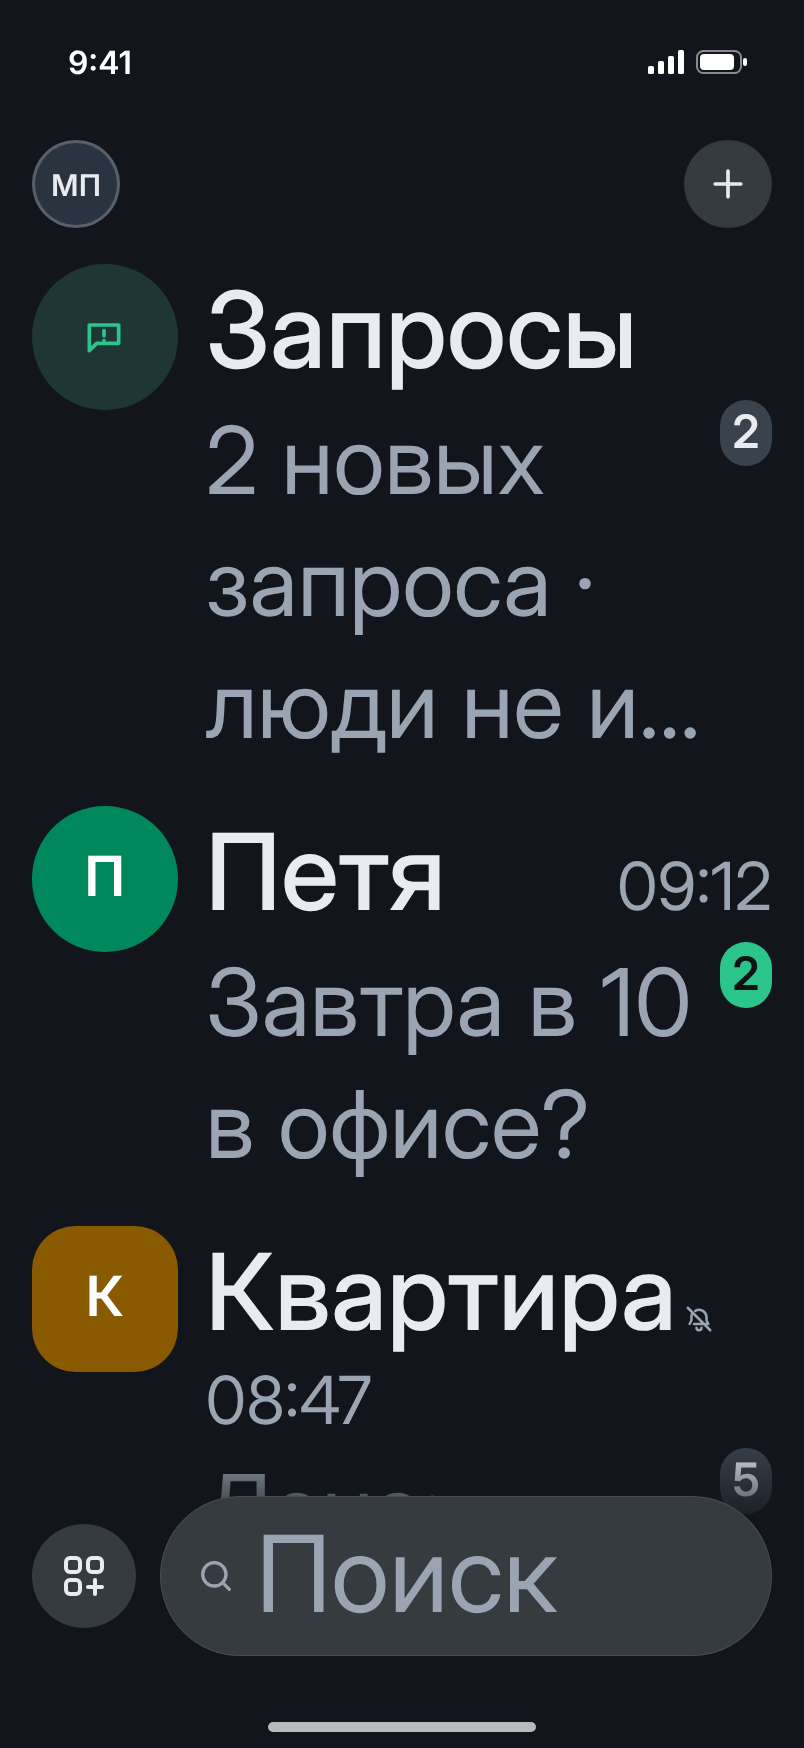 9:41
МП
Запросы
2 новых
2
запроса ·
люди не и...
П
Петя
09:12
Завтра в 10
2
в офисе?
К
Квартира
08:47
5
Поиск